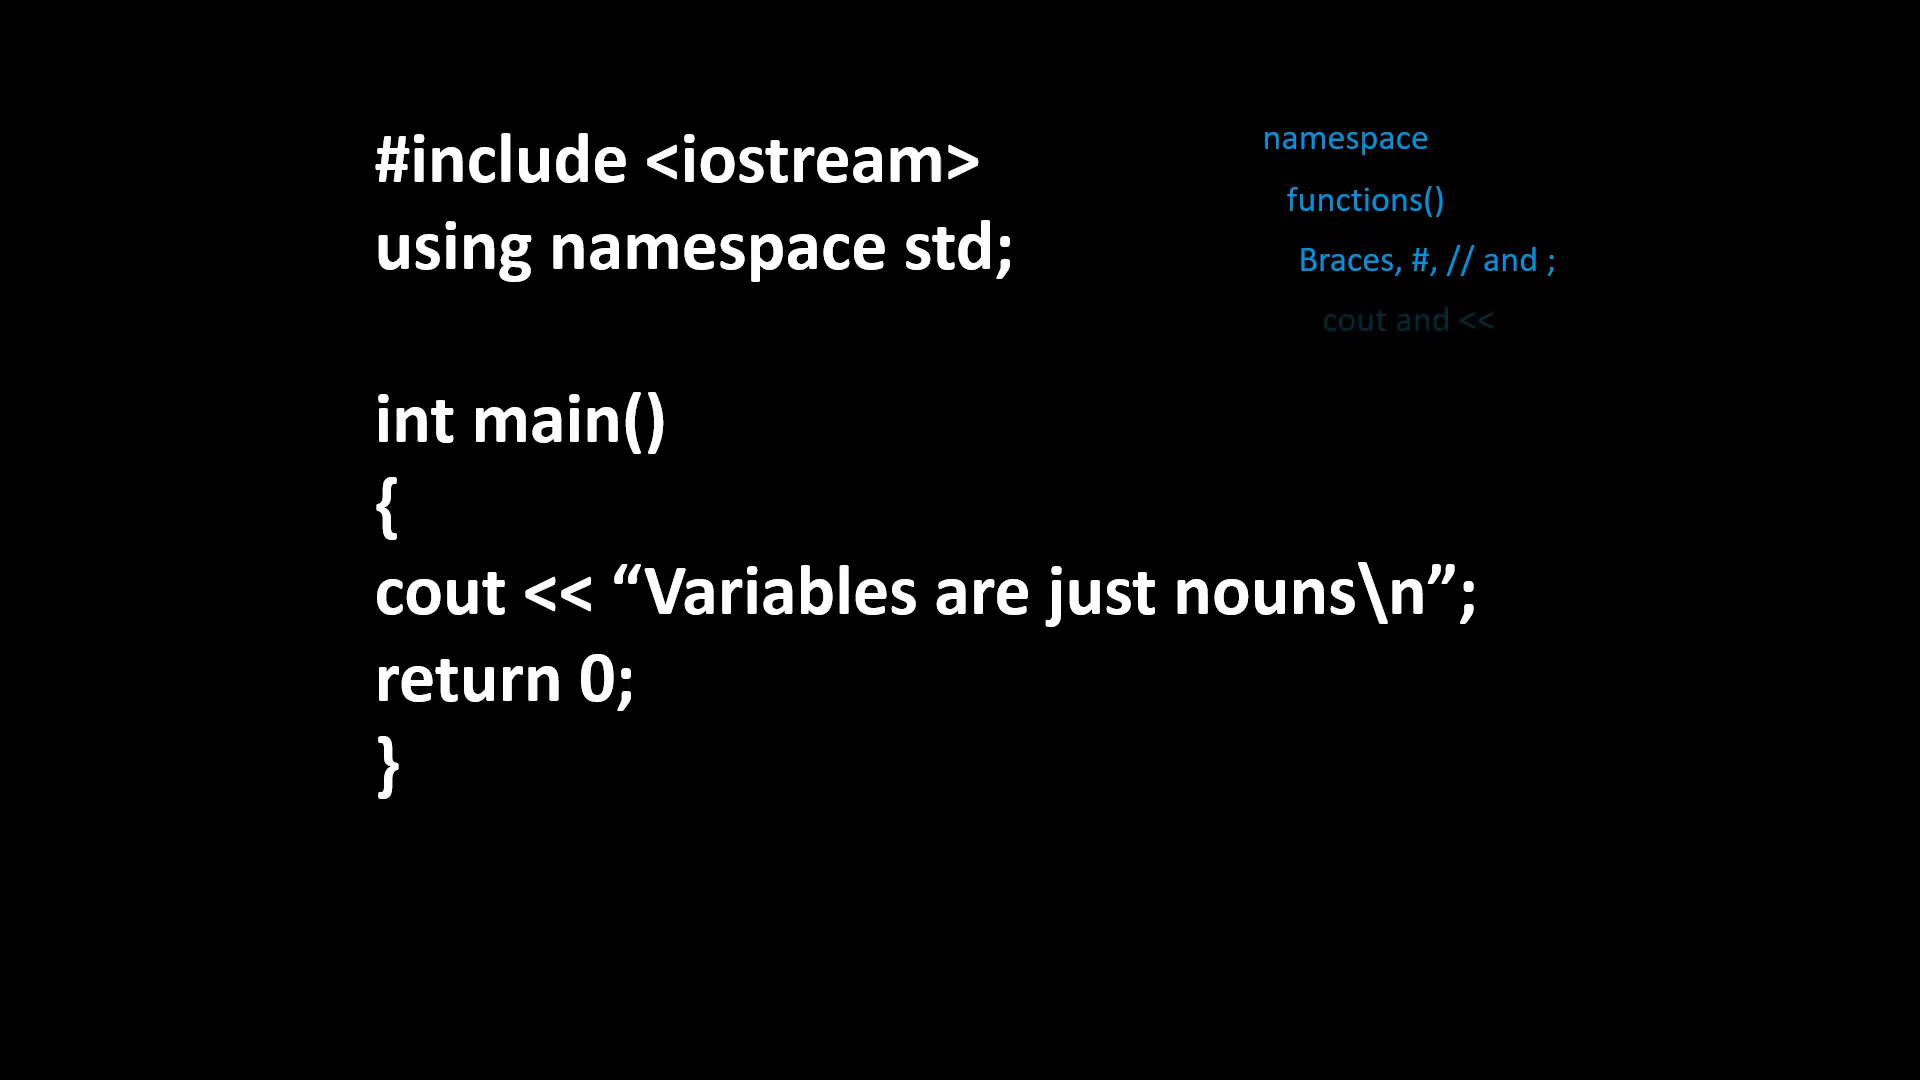 #include <iostream>
using namespace std;
int main()
{
cout << “Variables are just nouns\n”;
return 0;
}
namespace
functions()
Braces, #, // and ;
cout and <<